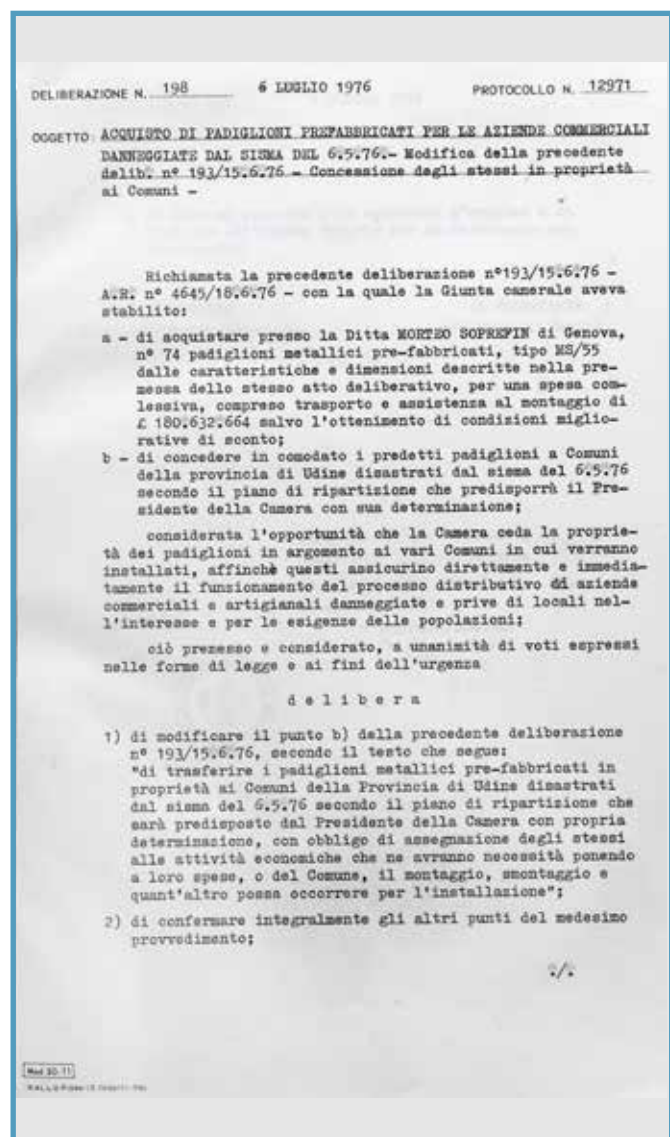 DELIBERAZIONE N. 198 6 LUGLIO 1976 PROTOCOLLO N. 12971
OGGETTO: ACQUISTO DI PADIGLIONI PREFABBRICATI PER LE AZIENDE COMMERCIALI
DANNEGGIATE DAL SISMA DEL 6.5.76.- Modifica della precedente
delib. nº 193/15.6.76 - Concessione degli stessi in proprietà
ai Comuni -
Richiamata la precedente deliberazione nº193/15.6.76 -
A.R. nº 4645/18.6.76 - con la quale la Giunta camerale aveva
stabilito:
a - di acquistare presso la Ditta MORTEO SOPREFIN di Genova,
nº 74 padiglioni metallici pre-fabbricati, tipo MS/55
dalle caratteristiche e dimensioni descritte nella pre-
messa dello stesso atto deliberativo, per una spesa com-
lessiva, compreso trasporto e assistenza al montaggio di
£ 180.632.664 salvo l'ottenimento di condizioni miglio-
rative di sconto;
b - di concedere in comodato i predetti padiglioni a Comuni
della provincia di Udine disastrati dal sisma del 6.5.76
secondo il piano di ripartizione che predisporrà il Pre-
sidente della Camera con sua determinazione;
considerata l'opportunità che la Camera ceda la proprie-
tà dei padiglioni in argomento ai vari Comuni in cui verranno
installati, affinchè questi assicurino direttamente e immedia-
tamente il funzionamento del processo distributivo di aziende
commerciali e artigianali danneggiate e prive di locali nel-
l'interesse e per le esigenze delle popolazioni;
ciò premesso e considerato, a unanimità di voti espressi
nelle forme di legge e ai fini dell'urgenza
d e l i b e r a
1) di modificare il punto b) della precedente deliberazione
nº 193/15.6.76, secondo il testo che segue:
"di trasferire i padiglioni metallici pre-fabbricati in
proprietà ai Comuni della Provincia di Udine disastrati
dal sisma del 6.5.76 secondo il piano di ripartizione che
sarà predisposto dal Presidente della Camera con propria
determinazione, con obbligo di assegnazione degli stessi
alle attività economiche che ne avranno necessità ponendo
a loro spese, o del Comune, il montaggio, smontaggio e
quant'altro possa occorrere per l'installazione";
2) di confermare integralmente gli altri punti del medesimo
provvedimento;
./.
Mod 3D-11